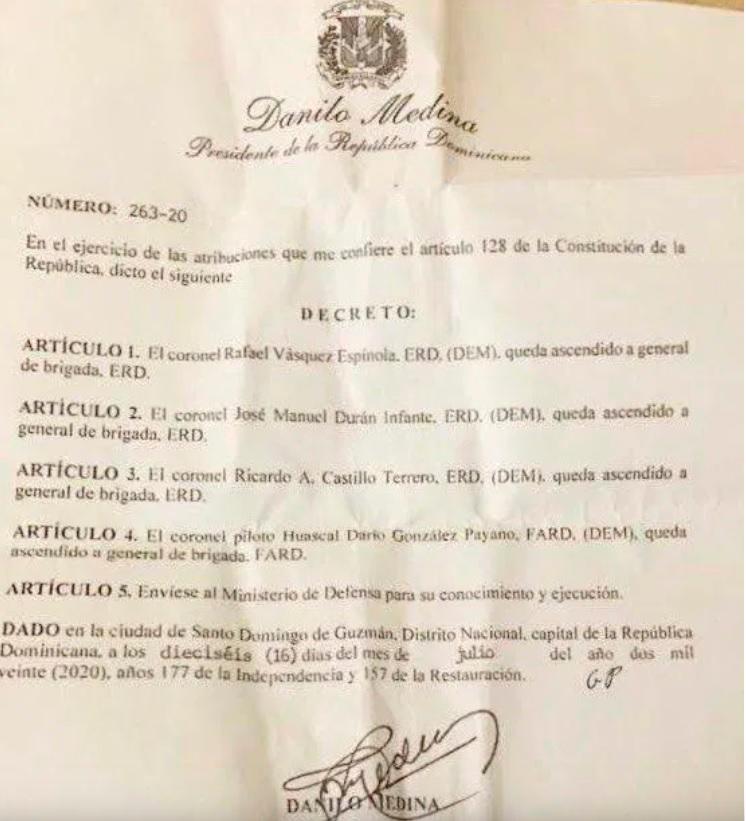 Danilo Medina
Presidente de la República Dominicana
NÚMERO: 263-20
En el ejercicio de las atribuciones que me confiere el artículo 128 de la Constitución de la
República, dicto el siguiente
DECRETO:
ARTÍCULO 1. El coronel Rafael Vásquez Espínola, ERD, (DEM), queda ascendido a general
de brigada, ERD.
ARTÍCULO 2. El coronel José Manuel Durán Infante, ERD, (DEM), queda ascendido a
general de brigada, ERD.
ARTÍCULO 3. El coronel Ricardo A. Castillo Terrero, ERD, (DEM), queda ascendido a
general de brigada, ERD.
ARTÍCULO 4. El coronel piloto Huascal Darío González Payano, FARD, (DEM), queda
ascendido a general de brigada, FARD.
ARTÍCULO 5. Envíese al Ministerio de Defensa para su conocimiento y ejecución.
DADO en la ciudad de Santo Domingo de Guzmán, Distrito Nacional, capital de la República
Dominicana, a los dieciséis (16) días del mes de julio del año dos mil
veinte (2020), años 177 de la Independencia y 157 de la Restauración.
GP
DANILO MEDINA